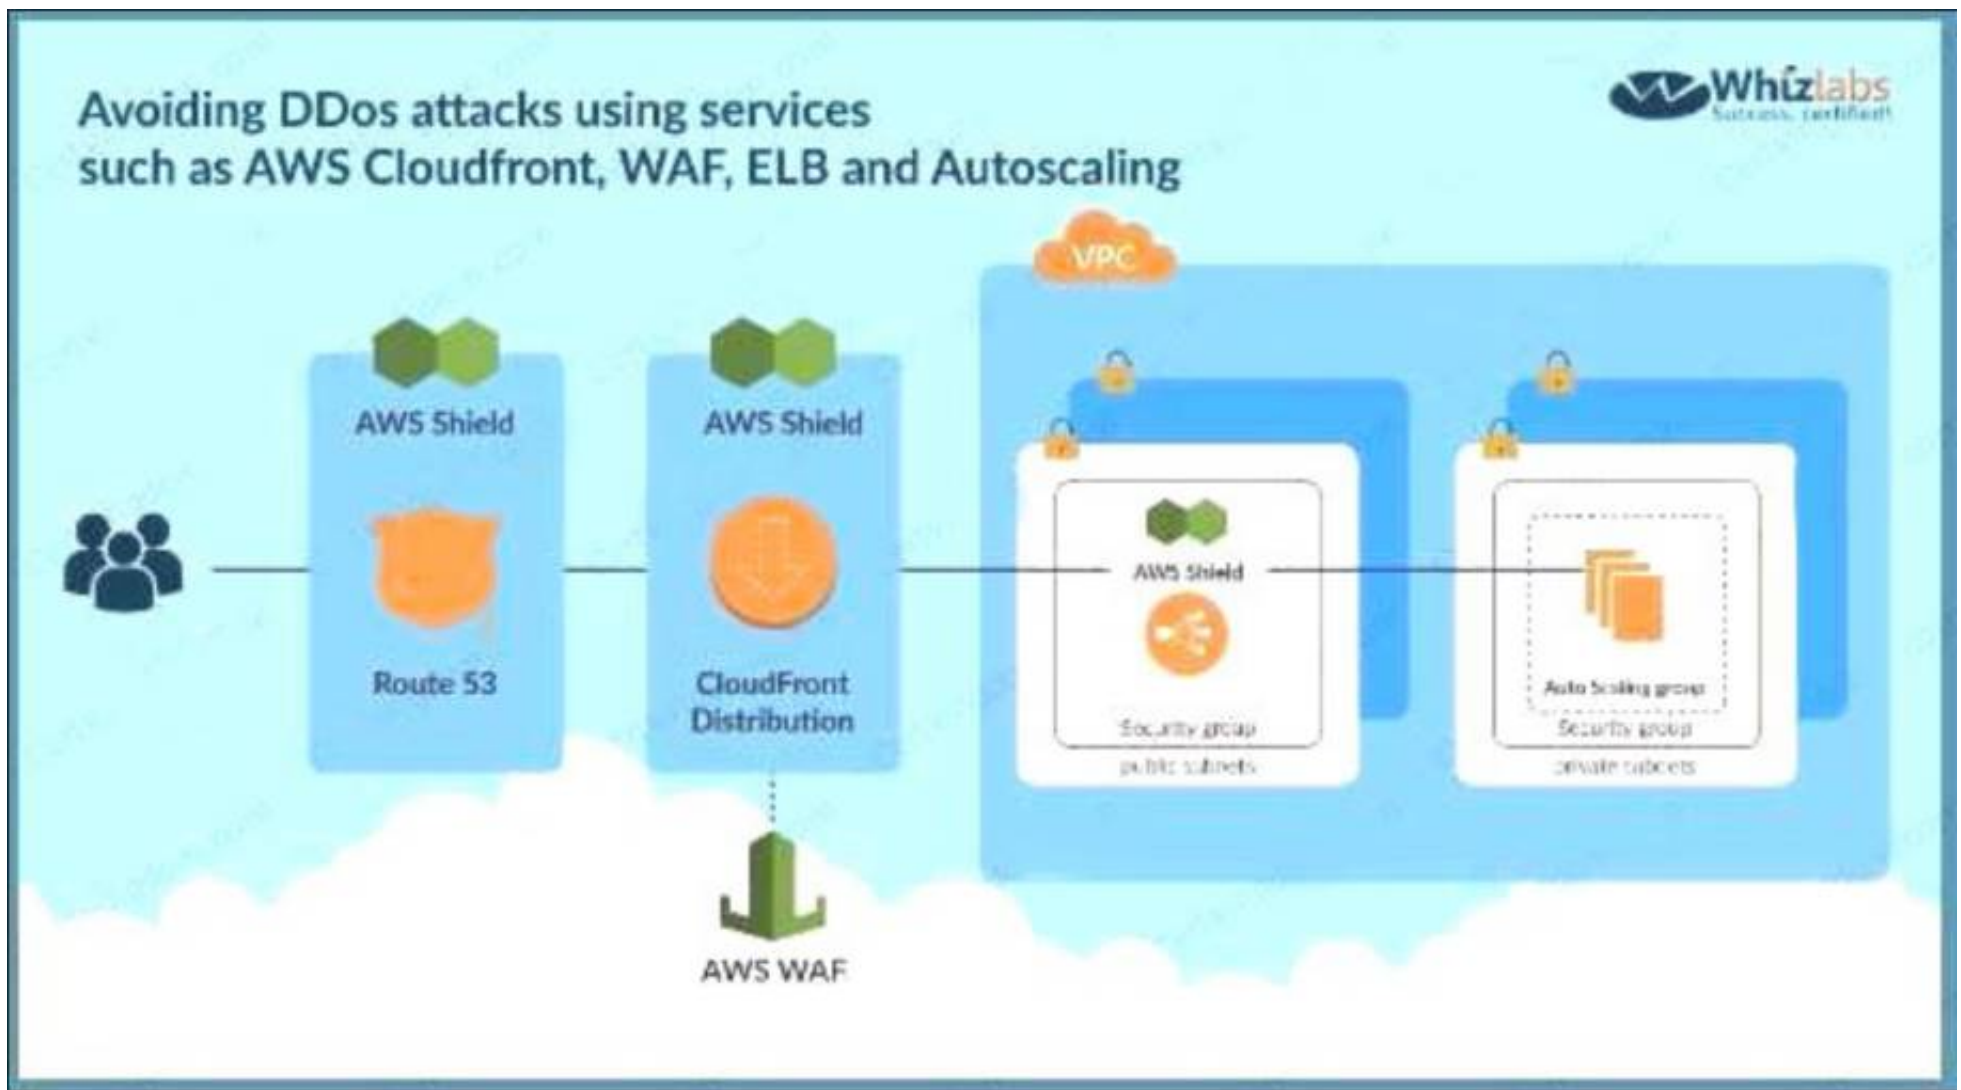 Avoiding DDos attacks using services
such as AWS Cloudfront, WAF, ELB and Autoscaling
Whizlabs
Success, certified!
VPC
AWS Shield
AWS Shield
AWS Shield
Route 53
CloudFront
Distribution
Auto Scaling group
Security group
Security group
public subnets
private subnets
AWS WAF